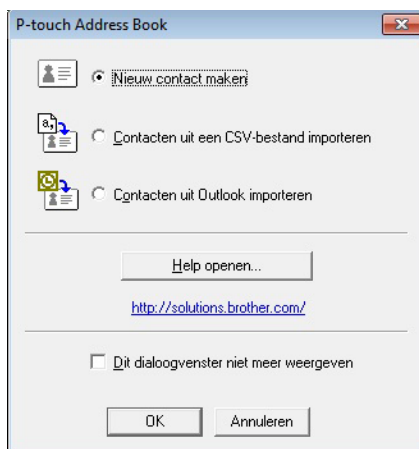 P-touch Address Book
Nieuw contact maken
a,
Contacten uit een CSV-bestand importeren
Contacten uit Outlook importeren
Help openen...
http://solutions.brother.com/
Dit dialoogvenster niet meer weergeven
OK
Annuleren